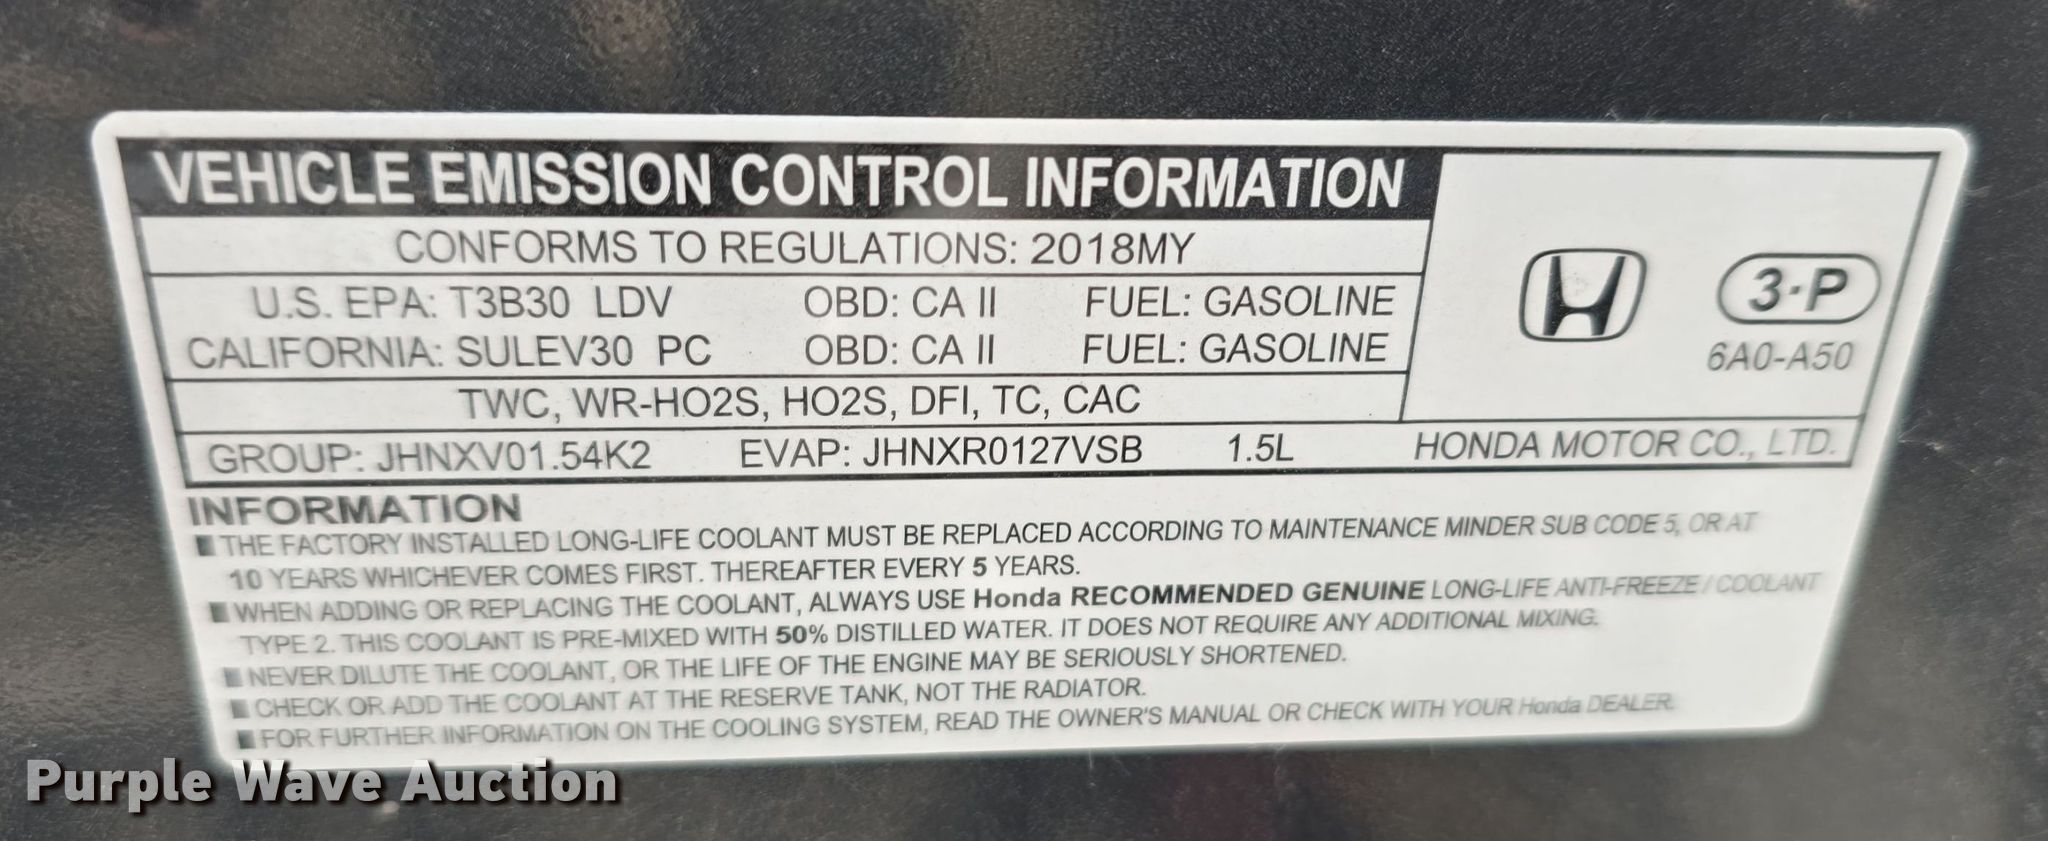 VEHICLE EMISSION CONTROL INFORMATION
CONFORMS TO REGULATIONS: 2018MY
U.S. EPA: T3B30 LDV OBD: CA II FUEL: GASOLINE
CALIFORNIA: SULEV30 PC OBD: CA II FUEL: GASOLINE
TWC, WR-HO2S, HO2S, DFI, TC, CAC
3·P
6A0-A50
GROUP: JHNXV01.54K2 EVAP: JHNXR0127VSB 1.5L HONDA MOTOR CO., LTD.
INFORMATION
■ THE FACTORY INSTALLED LONG-LIFE COOLANT MUST BE REPLACED ACCORDING TO MAINTENANCE MINDER SUB CODE 5, OR AT
10 YEARS WHICHEVER COMES FIRST. THEREAFTER EVERY 5 YEARS.
■ WHEN ADDING OR REPLACING THE COOLANT, ALWAYS USE Honda RECOMMENDED GENUINE LONG-LIFE ANTI-FREEZE / COOLANT
TYPE 2. THIS COOLANT IS PRE-MIXED WITH 50% DISTILLED WATER. IT DOES NOT REQUIRE ANY ADDITIONAL MIXING.
■ NEVER DILUTE THE COOLANT, OR THE LIFE OF THE ENGINE MAY BE SERIOUSLY SHORTENED.
■ CHECK OR ADD THE COOLANT AT THE RESERVE TANK, NOT THE RADIATOR.
■ FOR FURTHER INFORMATION ON THE COOLING SYSTEM, READ THE OWNER'S MANUAL OR CHECK WITH YOUR Honda DEALER.
Purple Wave Auction